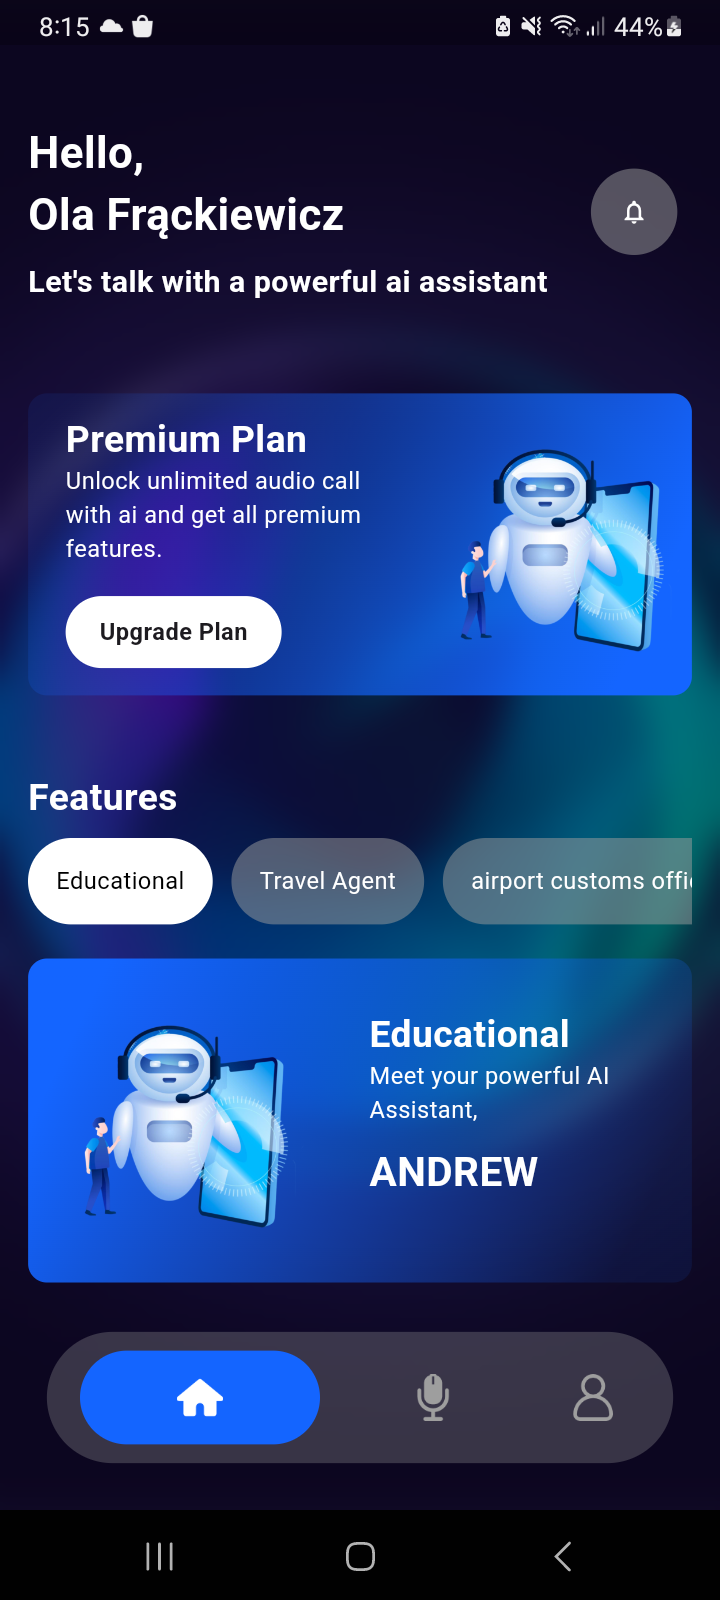 8:15
44%
Hello,
Ola Frąckiewicz
Let's talk with a powerful ai assistant
Premium Plan
Unlock unlimited audio call
with ai and get all premium
features.
Upgrade Plan
Features
Educational
Travel Agent
airport customs offi
Educational
Meet your powerful AI
Assistant,
ANDREW